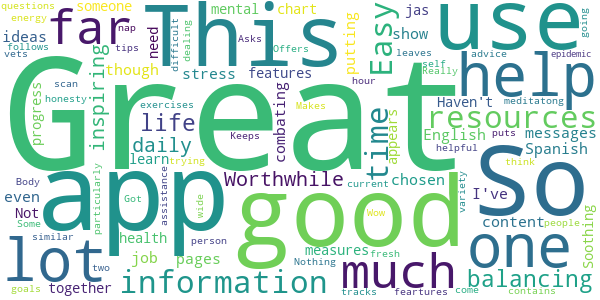 questions
energy
someone
nap
mental
chart
jas
This
use
far
need
tips
difficult
dealing
Asks
Offers
putting
Easy
leaves
advice
self
Really
epidemic
going
ideas
follows
vets
though
stress
features
show
hour
inspiring
Great
help
progress
scan
honesty
exercises
Keeps
Makes
combating
time
appears
Haven't
meditatong
resources
life
daily
learn
trying
English
puts
messages
helpful
Spanish
think
So
even
Not
Body
Some
particularly
app
Got
assistance
wide
Worthwhile
good
current
chosen
variety
I've
Wow
content
people
Soothing
one
lot
similar
health
person
measures
fresh
job
pages
Nothing
much
balancing
goals
together
two
information
tracks
feartures
come
contains